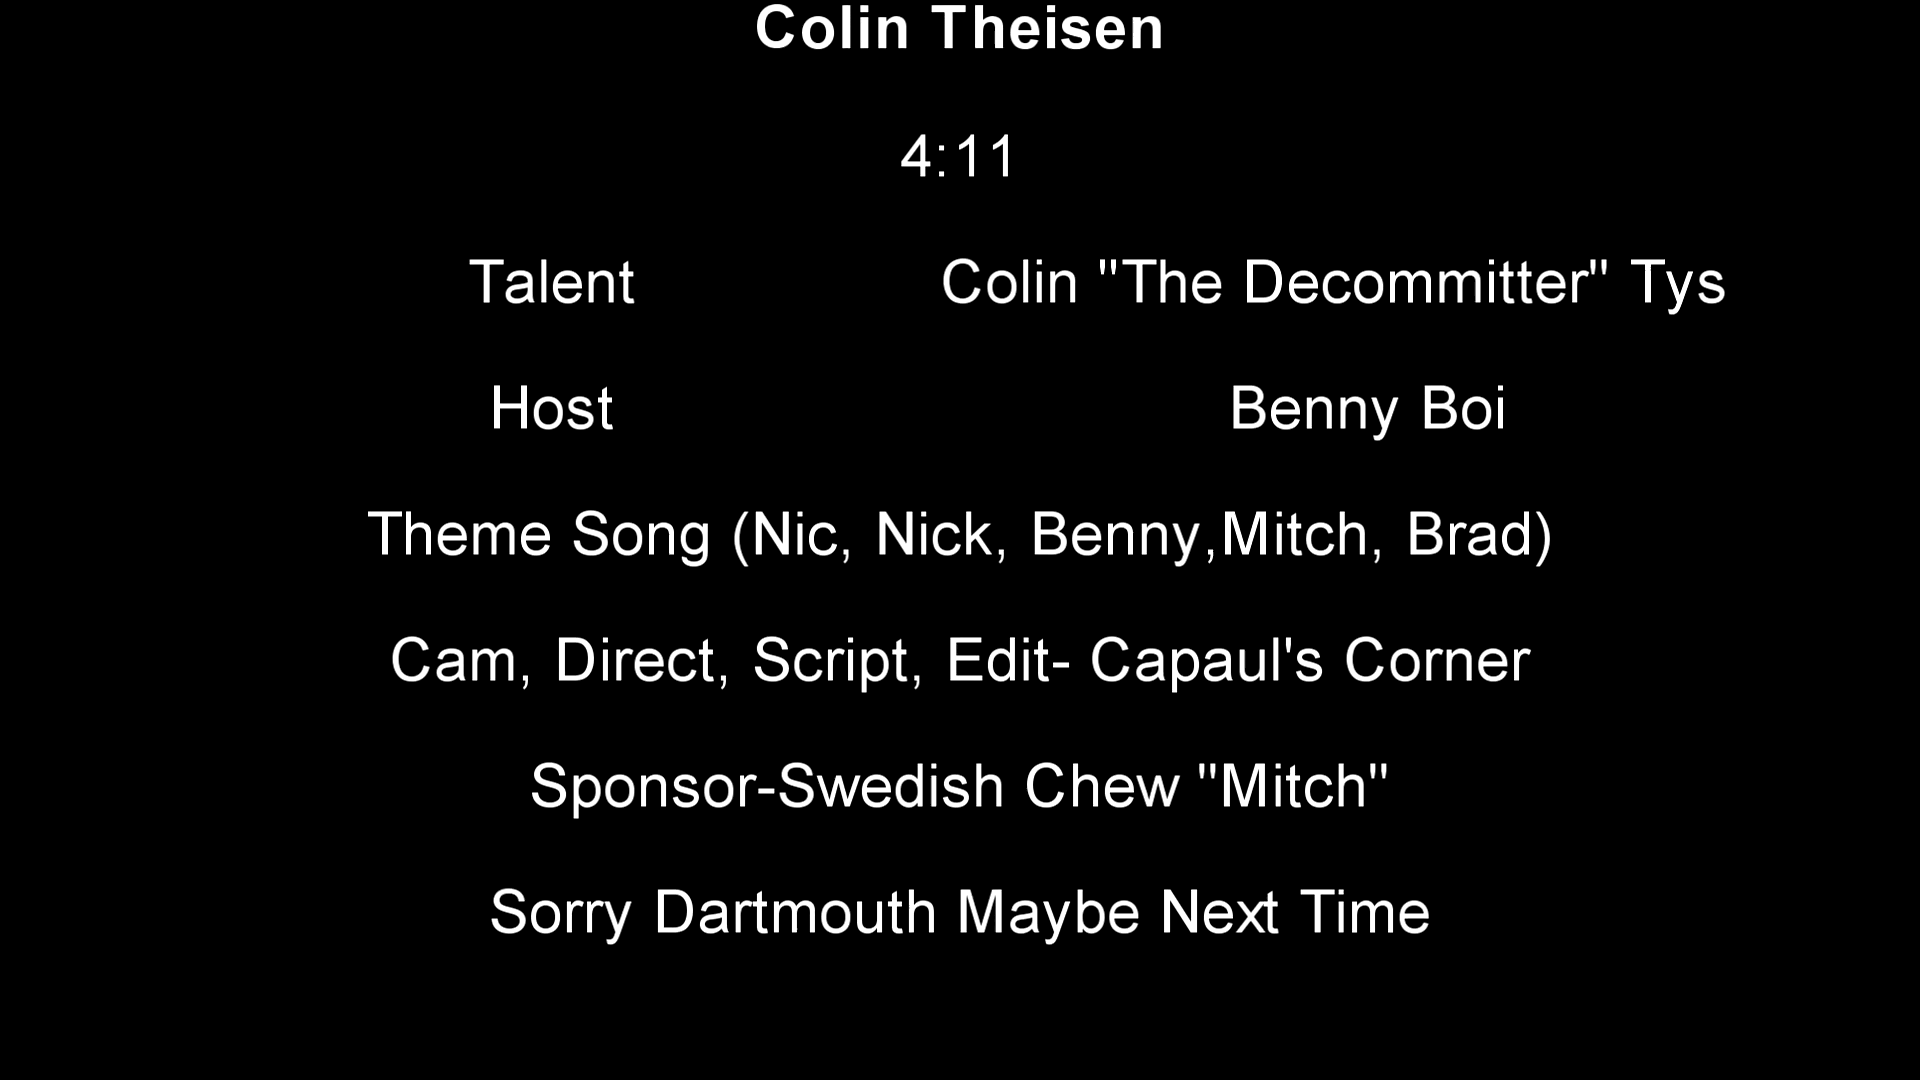 Colin Theisen
4:11
Talent Colin "The Decommitter" Tys
Host Benny Boi
Theme Song (Nic, Nick, Benny,Mitch, Brad)
Cam, Direct, Script, Edit- Capaul's Corner
Sponsor-Swedish Chew "Mitch"
Sorry Dartmouth Maybe Next Time